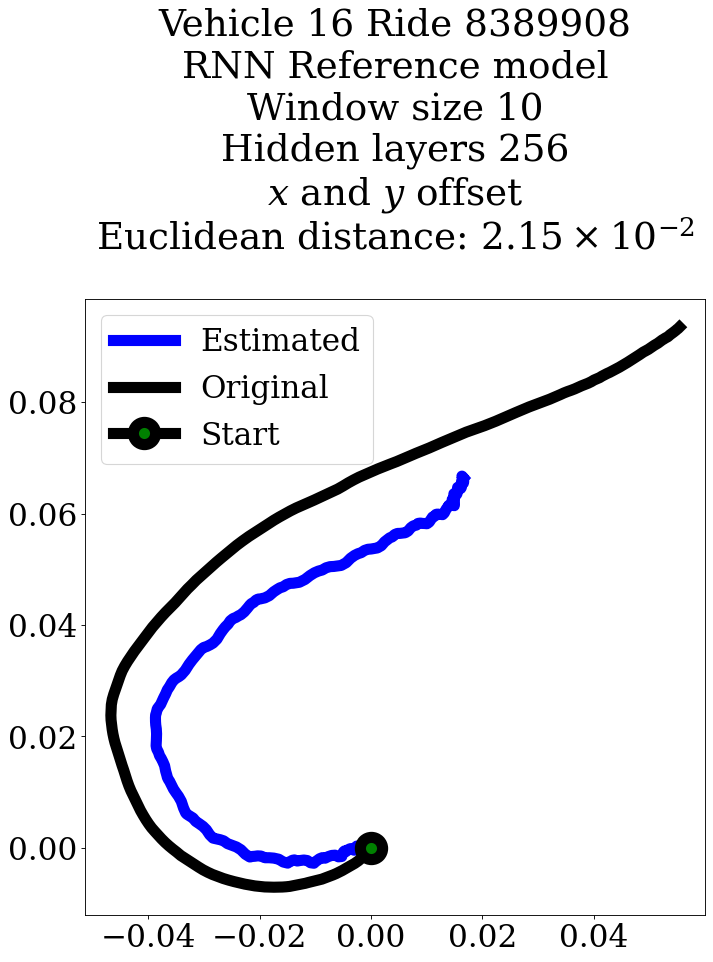 Vehicle 16 Ride 8389908
RNN Reference model
Window size 10
Hidden layers 256
x and y offset
Euclidean distance: 2.15 × 10⁻²
Estimated
Original
Start
0.08
0.06
0.04
0.02
0.00
−0.04 −0.02 0.00 0.02 0.04